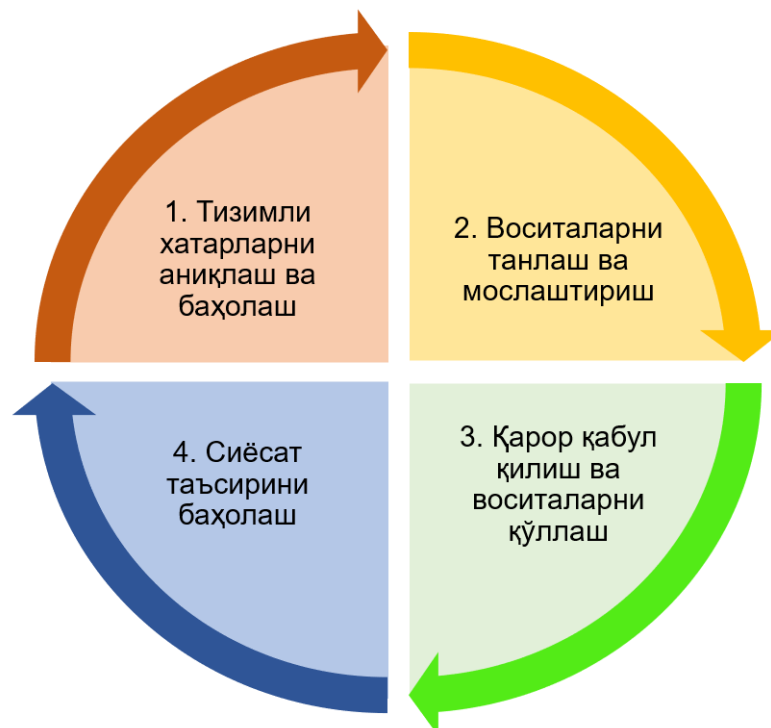 1. Тизимли
хатарларни
аниқлаш ва
баҳолаш
2. Воситаларни
танлаш ва
мослаштириш
3. Қарор қабул
қилиш ва
воситаларни
қўллаш
4. Сиёсат
таъсирини
баҳолаш